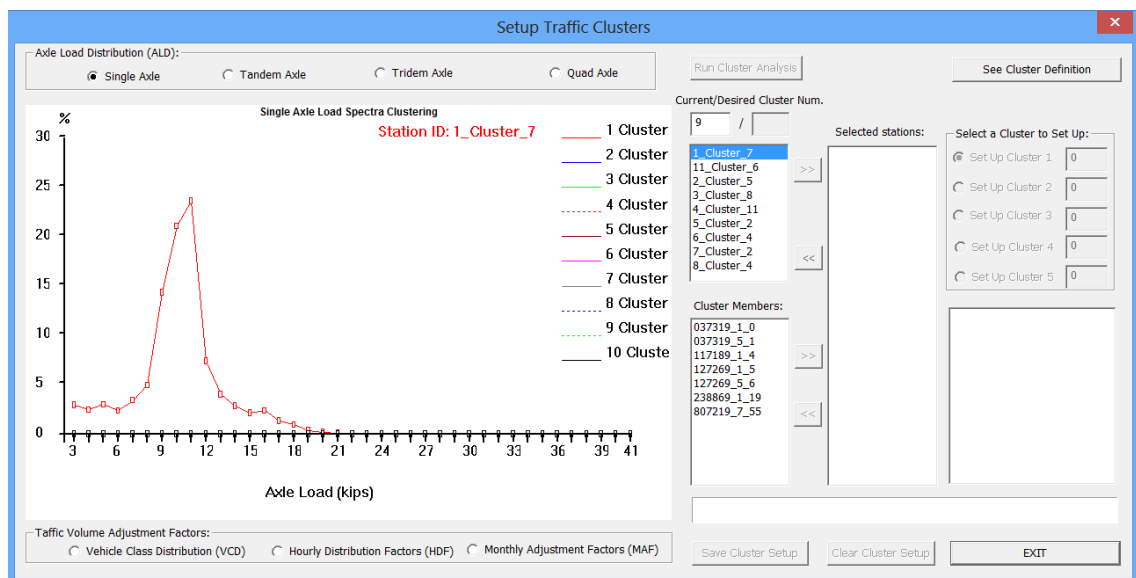 Setup Traffic Clusters
x
Axle Load Distribution (ALD):
Single Axle
Tandem Axle
Tridem Axle
Quad Axle
Run Cluster Analysis
See Cluster Definition
Single Axle Load Spectra Clustering
%
Station ID: 1_Cluster_7
30
25
20
15
10
5
0
3 6 9 12 15 18 21 24 27 30 33 36 39 41
Axle Load (kips)
1 Cluster
2 Cluster
3 Cluster
4 Cluster
5 Cluster
6 Cluster
7 Cluster
8 Cluster
9 Cluster
10 Cluste
Current/Desired Cluster Num.
9 /
1_Cluster_7
11_Cluster_6
2_Cluster_5
3_Cluster_8
4_Cluster_11
5_Cluster_2
6_Cluster_4
7_Cluster_2
8_Cluster_4
>>
<<
Cluster Members:
037319_1_0
037319_5_1
117189_1_4
127269_1_5
127269_5_6
238869_1_19
807219_7_55
>>
<<
Selected stations:
Select a Cluster to Set Up:
Set Up Cluster 1 0
Set Up Cluster 2 0
Set Up Cluster 3 0
Set Up Cluster 4 0
Set Up Cluster 5 0
Taffic Volume Adjustment Factors:
Vehicle Class Distribution (VCD)
Hourly Distribution Factors (HDF)
Monthly Adjustment Factors (MAF)
Save Cluster Setup
Clear Cluster Setup
EXIT